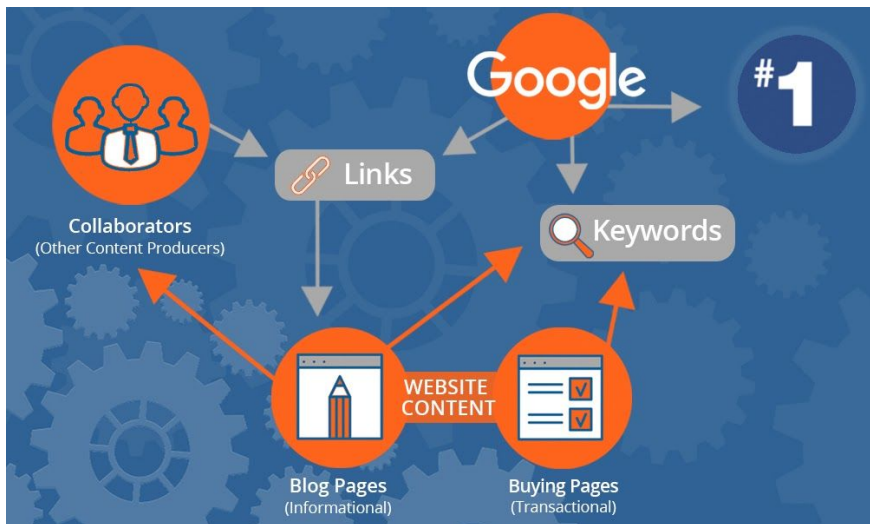 Google
#1
Links
Collaborators
(Other Content Producers)
Keywords
WEBSITE
CONTENT
Blog Pages
(Informational)
Buying Pages
(Transactional)